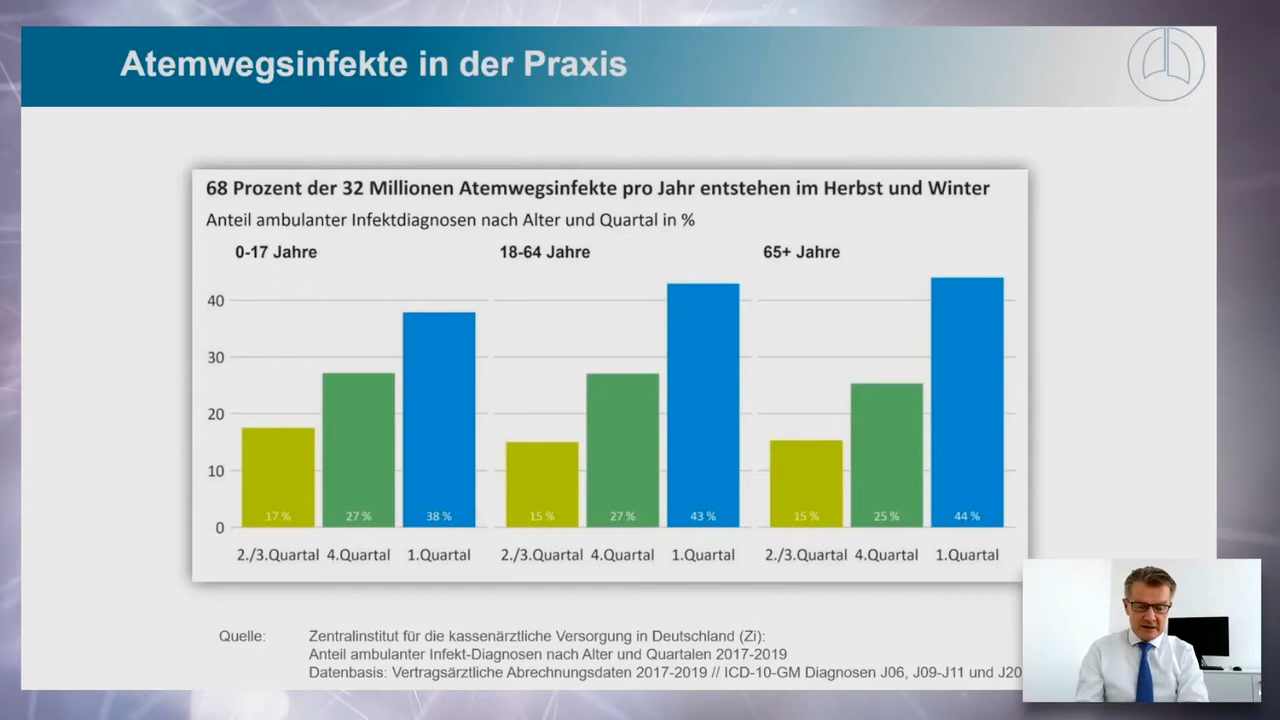 Atemwegsinfekte in der Praxis
68 Prozent der 32 Millionen Atemwegsinfekte pro Jahr entstehen im Herbst und Winter
Anteil ambulanter Infektdiagnosen nach Alter und Quartal in %
0-17 Jahre 18-64 Jahre 65+ Jahre
40
30
20
10
0
17 % 27 % 38 % 15 % 27 % 43 % 15 % 25 % 44 %
2./3.Quartal 4.Quartal 1.Quartal 2./3.Quartal 4.Quartal 1.Quartal 2./3.Quartal 4.Quartal 1.Quartal
Quelle: Zentralinstitut für die kassenärztliche Versorgung in Deutschland (Zi):
Anteil ambulanter Infekt-Diagnosen nach Alter und Quartalen 2017-2019
Datenbasis: Vertragsärztliche Abrechnungsdaten 2017-2019 // ICD-10-GM Diagnosen J06, J09-J11 und J20